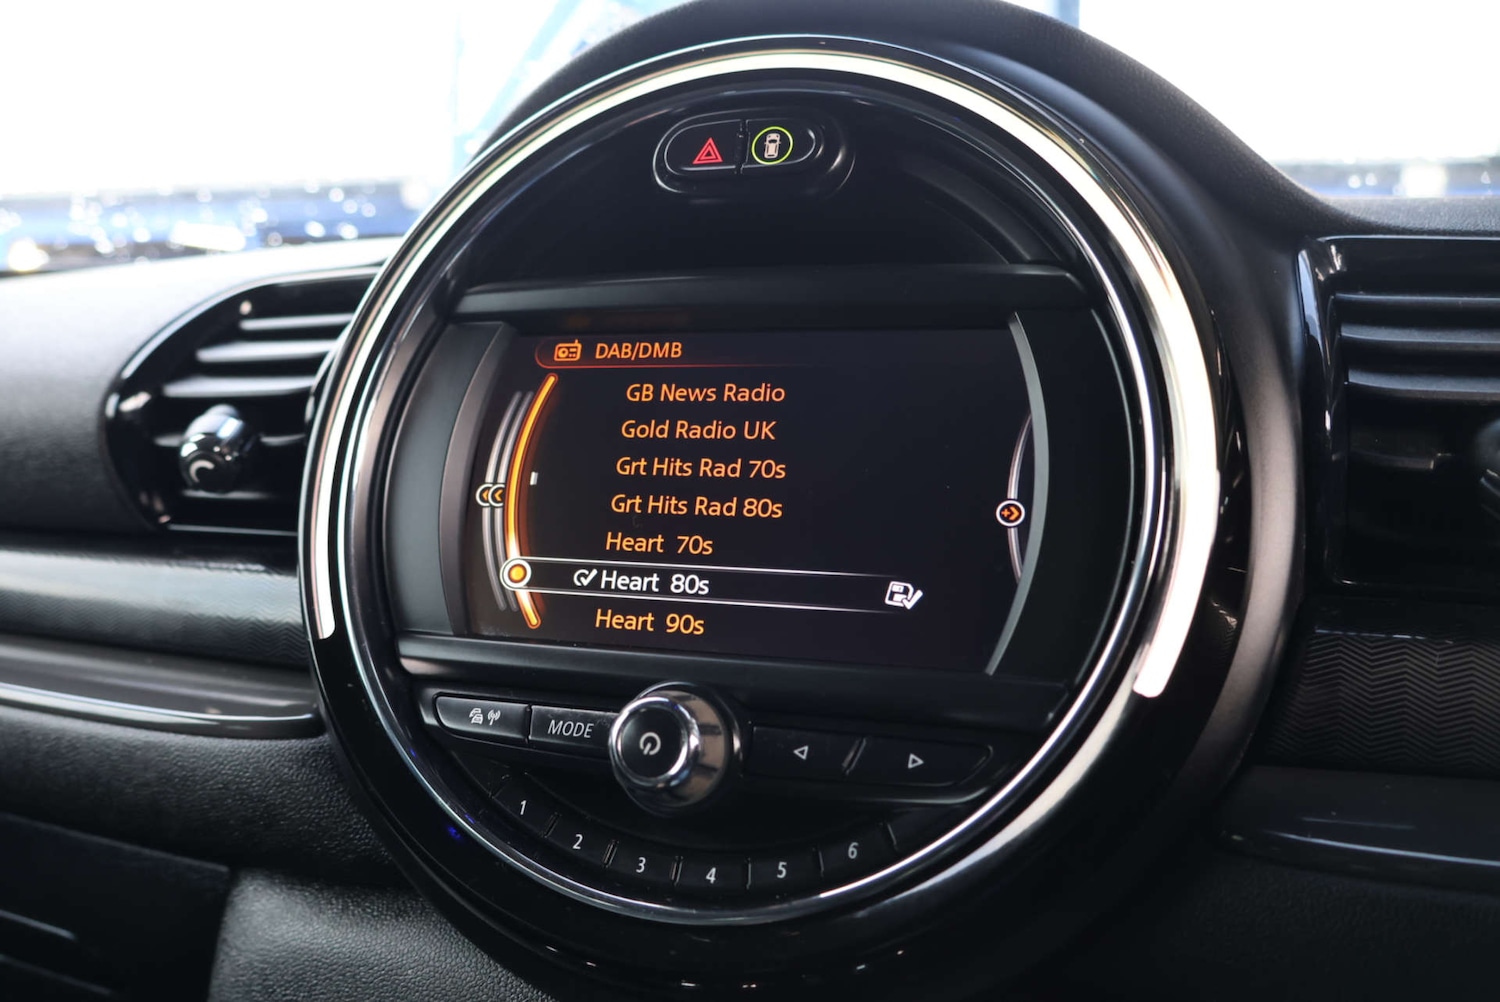 DAB/DMB
GB News Radio
Gold Radio UK
Grt Hits Rad 70s
Grt Hits Rad 80s
Heart 70s
Heart 80s
Heart 90s
MODE
1
2
3
4
5
6